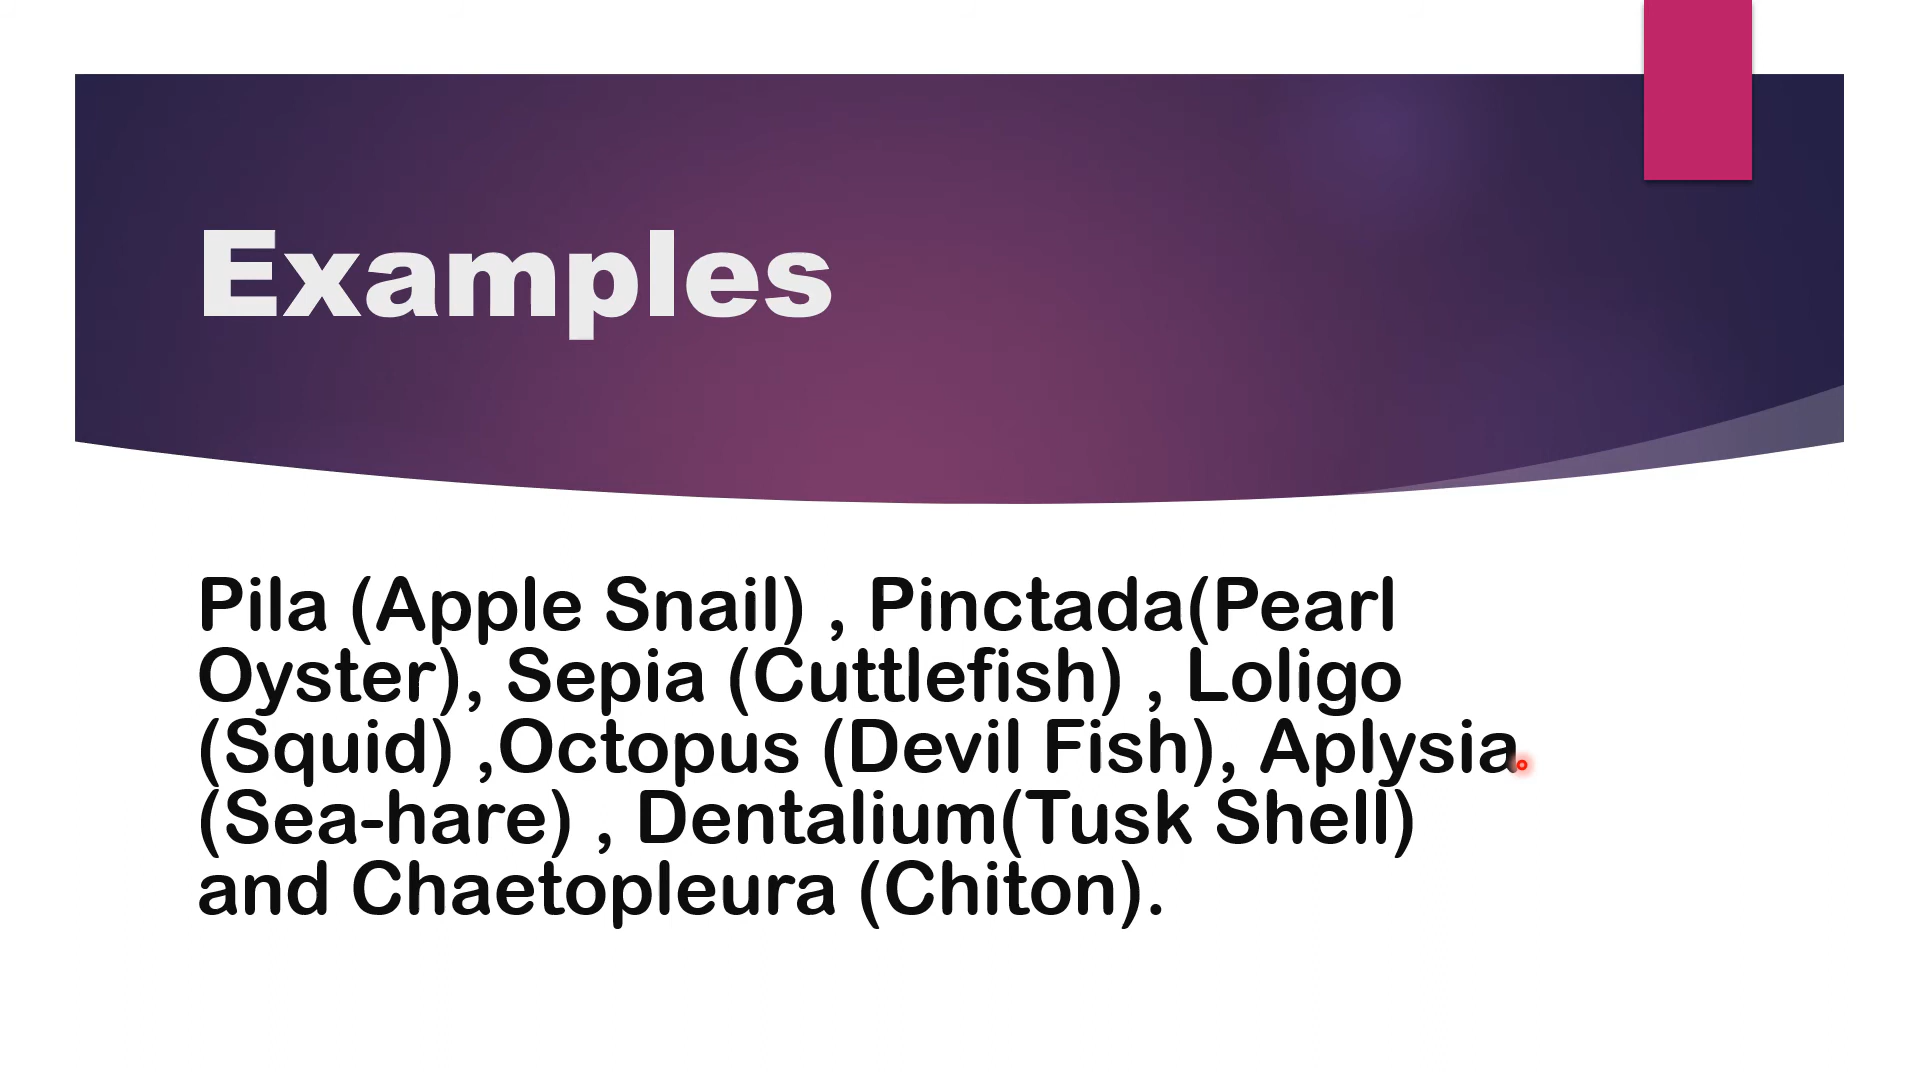 Examples
Pila (Apple Snail) , Pinctada(Pearl
Oyster), Sepia (Cuttlefish) , Loligo
(Squid) ,Octopus (Devil Fish), Aplysia
(Sea-hare) , Dentalium(Tusk Shell)
and Chaetopleura (Chiton).